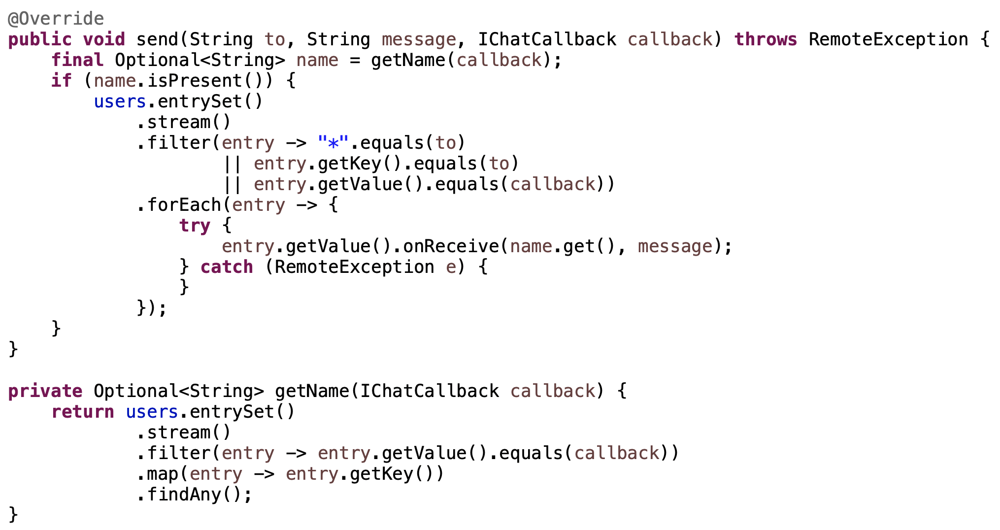 @Override
public void send(String to, String message, IChatCallback callback) throws RemoteException {
    final Optional<String> name = getName(callback);
    if (name.isPresent()) {
        users.entrySet()
            .stream()
            .filter(entry -> "*".equals(to)
                    || entry.getKey().equals(to)
                    || entry.getValue().equals(callback))
            .forEach(entry -> {
                try {
                    entry.getValue().onReceive(name.get(), message);
                } catch (RemoteException e) {
                }
            });
    }
}

private Optional<String> getName(IChatCallback callback) {
    return users.entrySet()
            .stream()
            .filter(entry -> entry.getValue().equals(callback))
            .map(entry -> entry.getKey())
            .findAny();
}